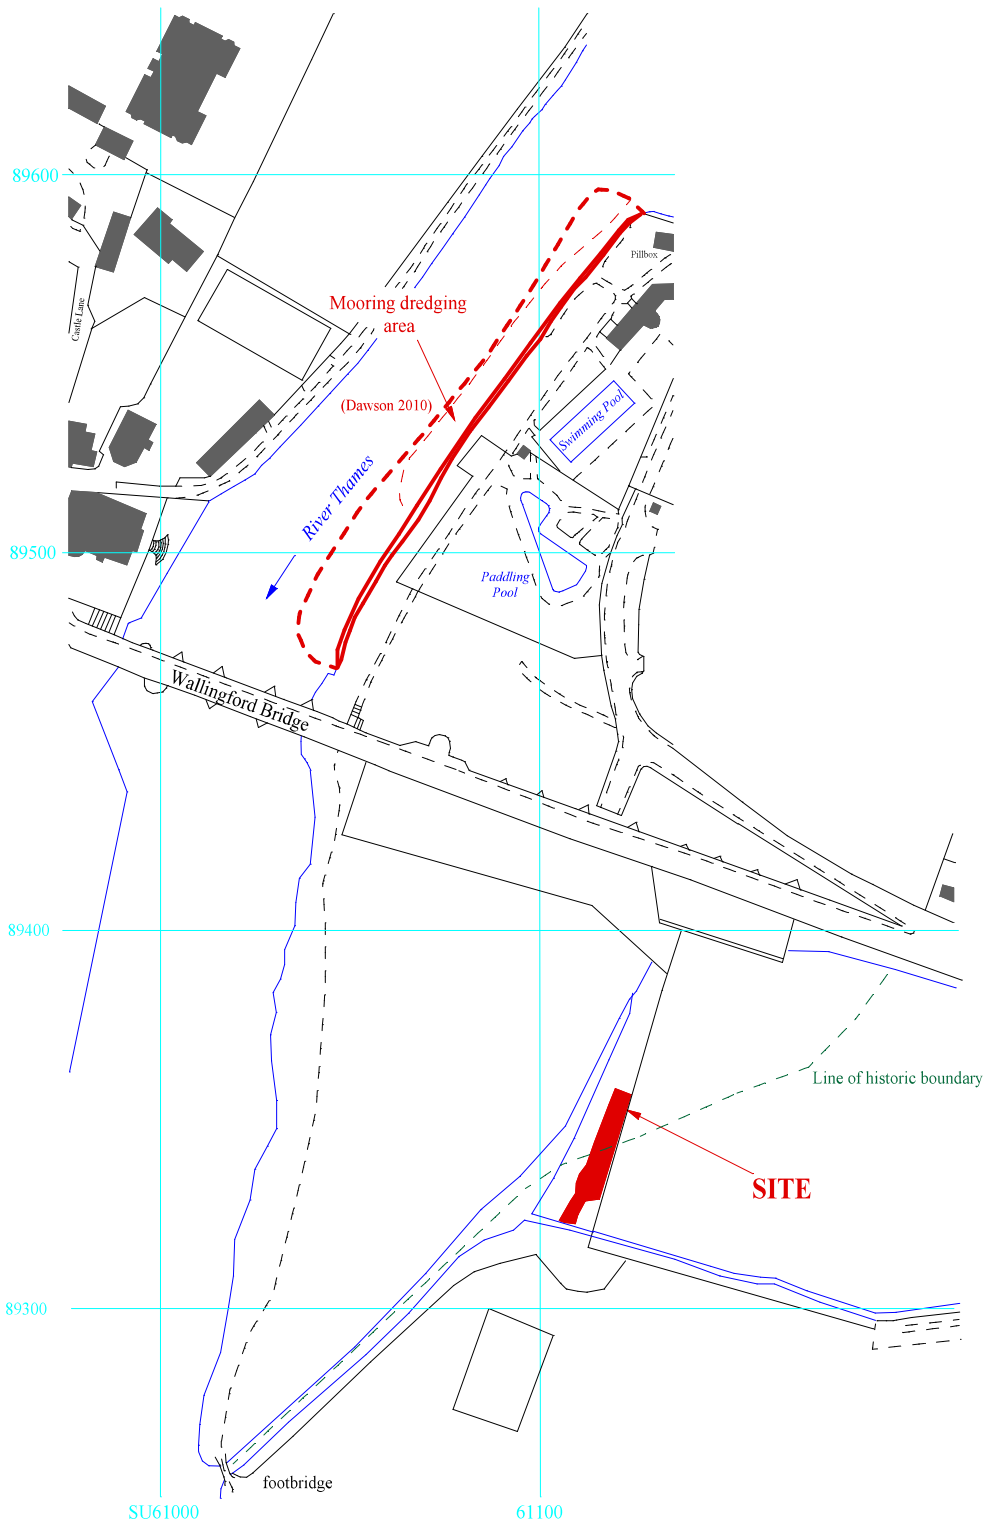 89600
Pillbox
Castle Lane
Mooring dredging
area
(Dawson 2010)
Swimming Pool
River Thames
89500
Paddling
Pool
Wallingford Bridge
89400
Line of historic boundary
SITE
89300
footbridge
SU61000
61100